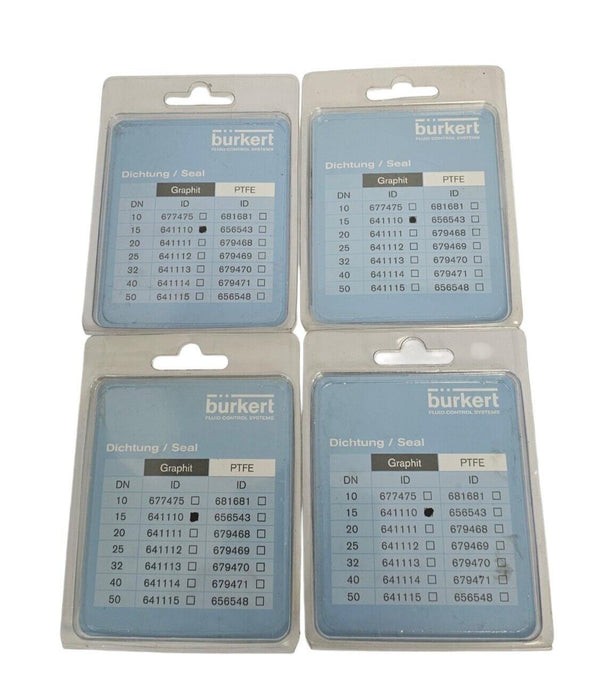 bürkert
FLUID CONTROL SYSTEMS
Dichtung / Seal
Graphit PTFE
DN ID ID
10 677475 ☐ 681681 ☐
15 641110 ■ 656543 ☐
20 641111 ☐ 679468 ☐
25 641112 ☐ 679469 ☐
32 641113 ☐ 679470 ☐
40 641114 ☐ 679471 ☐
50 641115 ☐ 656548 ☐
bürkert
FLUID CONTROL SYSTEMS
Dichtung / Seal
Graphit PTFE
DN ID ID
10 677475 ☐ 681681 ☐
15 641110 ■ 656543 ☐
20 641111 ☐ 679468 ☐
25 641112 ☐ 679469 ☐
32 641113 ☐ 679470 ☐
40 641114 ☐ 679471 ☐
50 641115 ☐ 656548 ☐
bürkert
FLUID CONTROL SYSTEMS
Dichtung / Seal
Graphit PTFE
DN ID ID
10 677475 ☐ 681681 ☐
15 641110 ■ 656543 ☐
20 641111 ☐ 679468 ☐
25 641112 ☐ 679469 ☐
32 641113 ☐ 679470 ☐
40 641114 ☐ 679471 ☐
50 641115 ☐ 656548 ☐
bürkert
FLUID CONTROL SYSTEMS
Dichtung / Seal
Graphit PTFE
DN ID ID
10 677475 ☐ 681681 ☐
15 641110 ■ 656543 ☐
20 641111 ☐ 679468 ☐
25 641112 ☐ 679469 ☐
32 641113 ☐ 679470 ☐
40 641114 ☐ 679471 ☐
50 641115 ☐ 656548 ☐